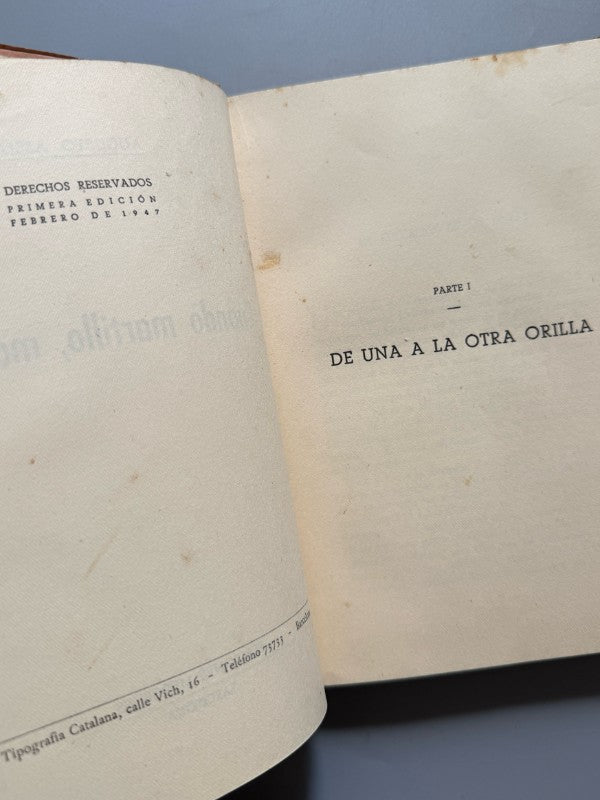 DERECHOS RESERVADOS
PRIMERA EDICIÓN
FEBRERO DE 1947
Tipografía Catalana, calle Vich, 16 - Teléfono 75733 -
PARTE I
DE UNA A LA OTRA ORILLA